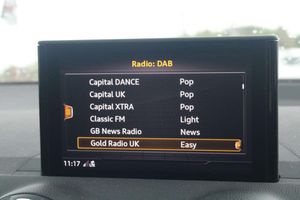 Radio: DAB
Capital DANCE Pop
Capital UK Pop
Capital XTRA Pop
Classic FM Light
GB News Radio News
Gold Radio UK Easy
11:17